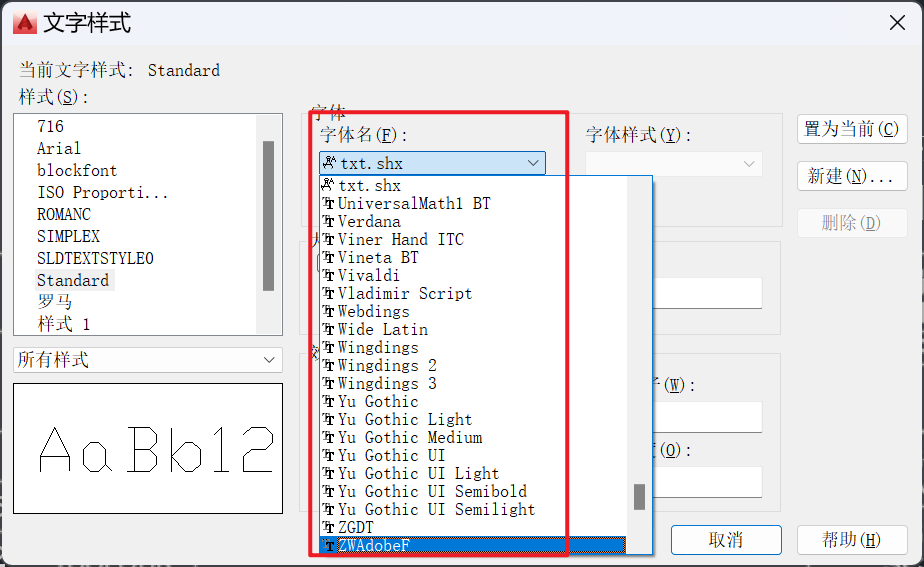 文字样式
当前文字样式: Standard
样式(S):
716
Arial
blockfont
ISO Proporti...
ROMANC
SIMPLEX
SLDTEXTSTYLE0
Standard
罗马
样式 1
所有样式
AaBb12
字体
字体名(F):
txt.shx
txt.shx
UniversalMath1 BT
Verdana
Viner Hand ITC
Vineta BT
Vivaldi
Vladimir Script
Webdings
Wide Latin
Wingdings
Wingdings 2
Wingdings 3
Yu Gothic
Yu Gothic Light
Yu Gothic Medium
Yu Gothic UI
Yu Gothic UI Light
Yu Gothic UI Semibold
Yu Gothic UI Semilight
ZGDT
ZWAdobeF
字体样式(Y):
(W):
(O):
置为当前(C)
新建(N)...
删除(D)
取消
帮助(H)